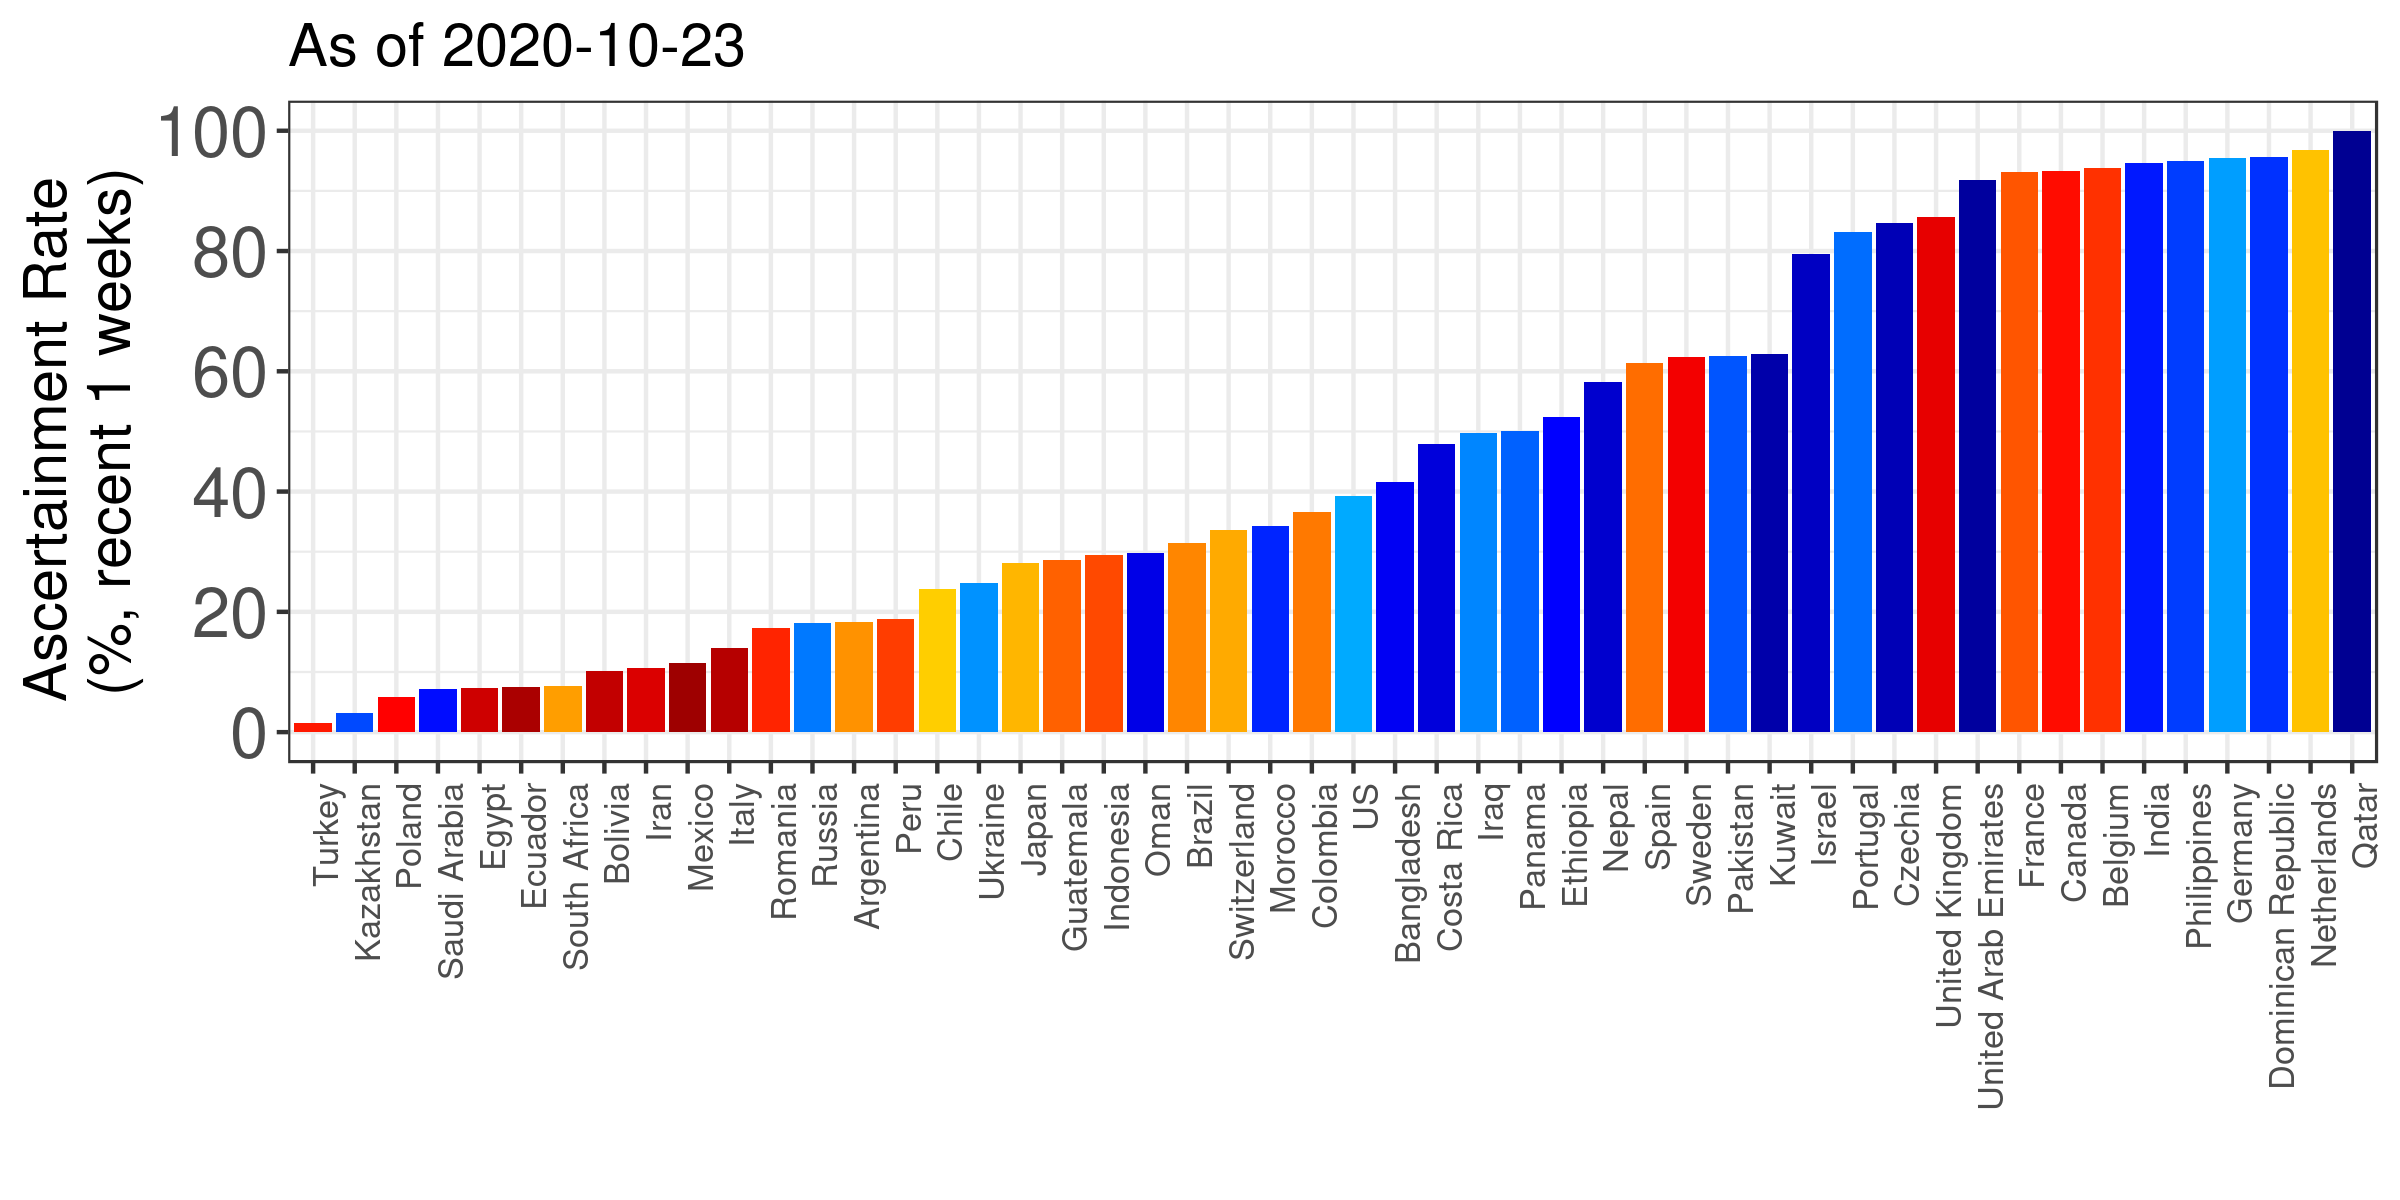 As of 2020-10-23
Ascertainment Rate
(%, recent 1 weeks)
100
80
60
40
20
0
Turkey
Kazakhstan
Poland
Saudi Arabia
Egypt
Ecuador
South Africa
Bolivia
Iran
Mexico
Italy
Romania
Russia
Argentina
Peru
Chile
Ukraine
Japan
Guatemala
Indonesia
Oman
Brazil
Switzerland
Morocco
Colombia
US
Bangladesh
Costa Rica
Iraq
Panama
Ethiopia
Nepal
Spain
Sweden
Pakistan
Kuwait
Israel
Portugal
Czechia
United Kingdom
United Arab Emirates
France
Canada
Belgium
India
Philippines
Germany
Dominican Republic
Netherlands
Qatar